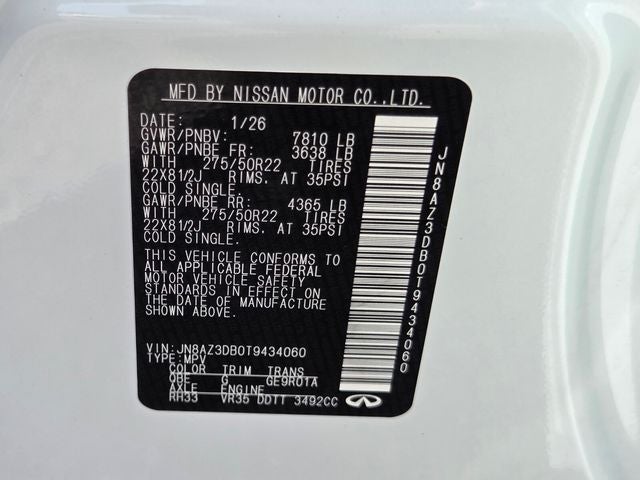 MFD BY NISSAN MOTOR CO.,LTD.
DATE: 1/26
GVWR/PNBV: 7810 LB
GAWR/PNBE FR: 3638 LB
WITH 275/50R22 TIRES
22X81/2J RIMS. AT 35PSI
COLD SINGLE.
GAWR/PNBE RR: 4365 LB
WITH 275/50R22 TIRES
22X81/2J RIMS. AT 35PSI
COLD SINGLE.
THIS VEHICLE CONFORMS TO
ALL APPLICABLE FEDERAL
MOTOR VEHICLE SAFETY
STANDARDS IN EFFECT ON
THE DATE OF MANUFACTURE
SHOWN ABOVE.
VIN:JN8AZ3DB0T9434060
TYPE:MPV
COLOR TRIM TRANS
QBE G GE9R01A
AXLE ENGINE
RH33 VR35 DDTT 3492CC
JN8AZ3DB0T9434060